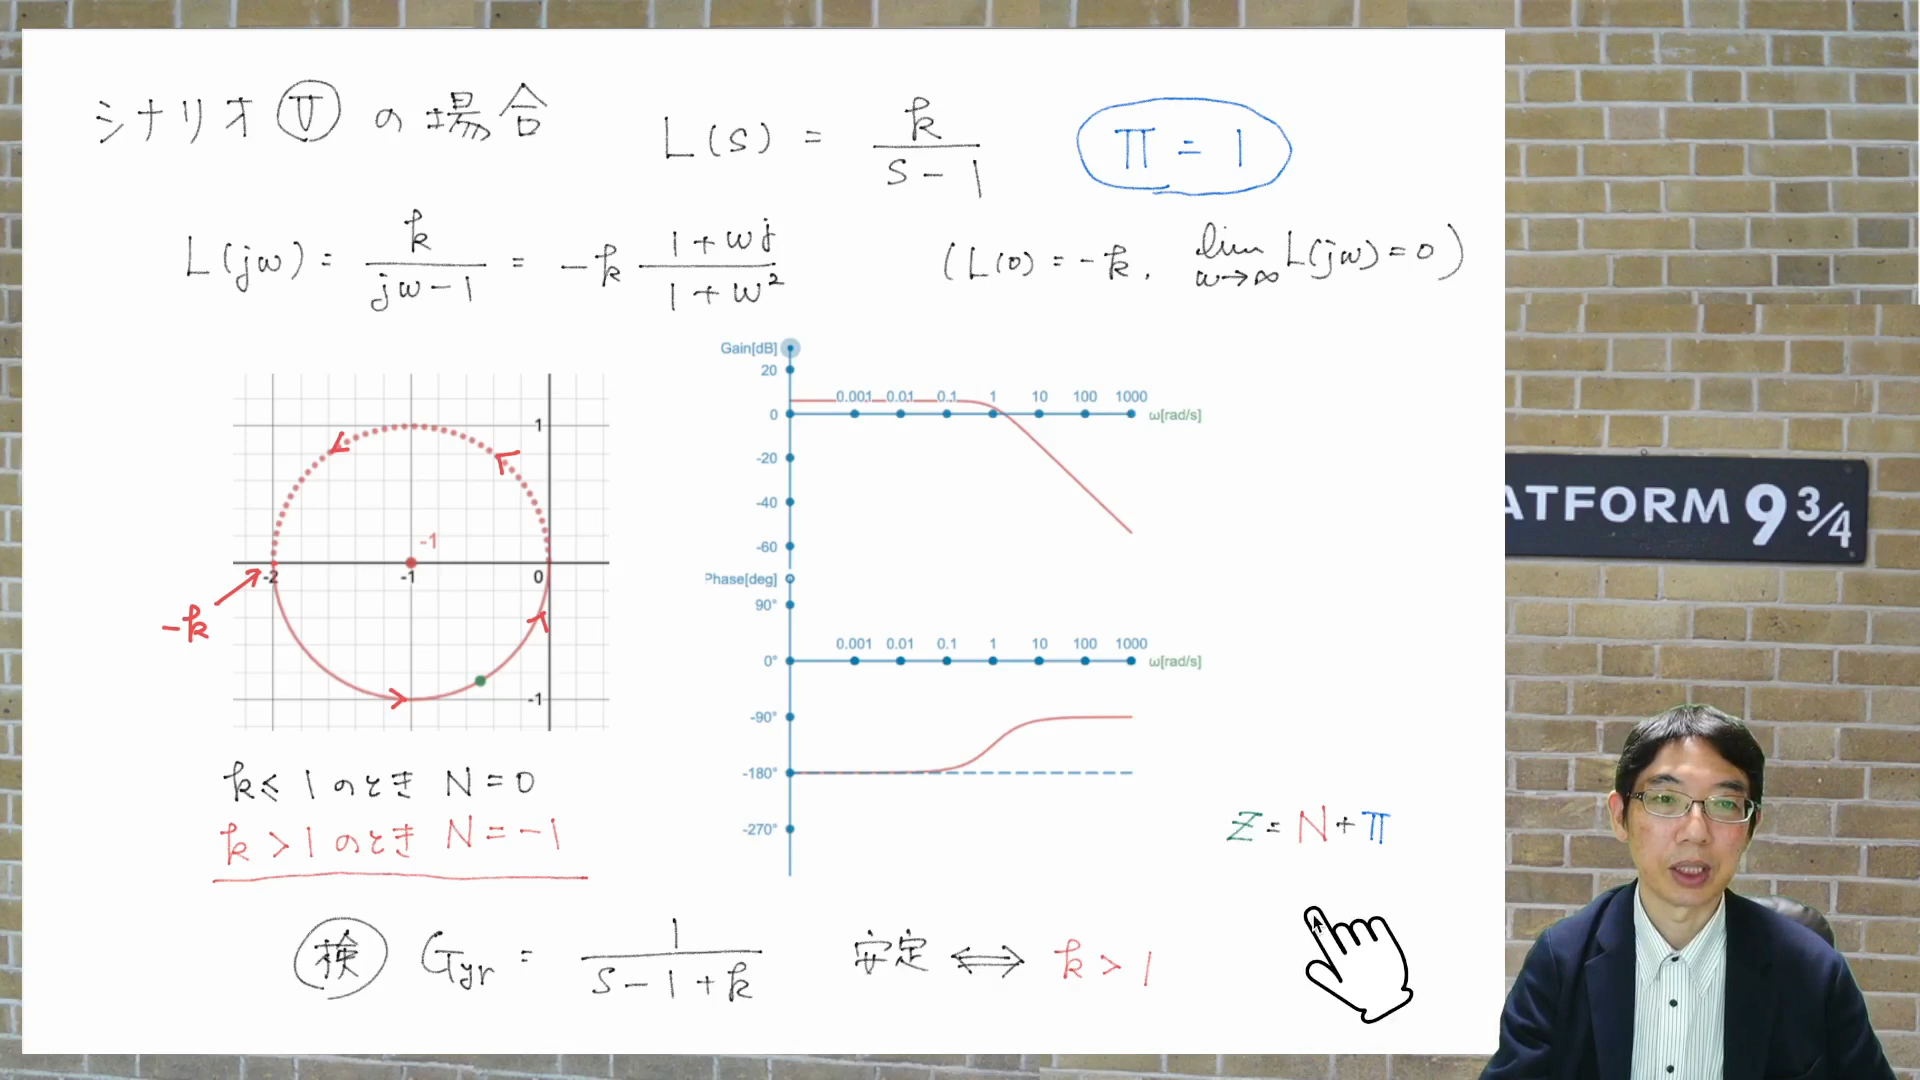 シナリオ Ⅱ の場合
L(s) = k / (s - 1)
Π = 1
L(jω) = k / (jω - 1) = -k (1 + ωj) / (1 + ω²)
(L(0) = -k, lim ω→∞ L(jω) = 0)
1
-1
-2 -1 0
-k
-1
Gain[dB]
20
0.001 0.01 0.1 1 10 100 1000
0 ω[rad/s]
-20
-40
-60
Phase[deg]
90°
0.001 0.01 0.1 1 10 100 1000
0° ω[rad/s]
-90°
-180°
-270°
k ≤ 1 のとき N = 0
k > 1 のとき N = -1
Z = N + Π
検 Gyr = 1 / (s - 1 + k) 安定 ⟺ k > 1
ATFORM 9 3/4